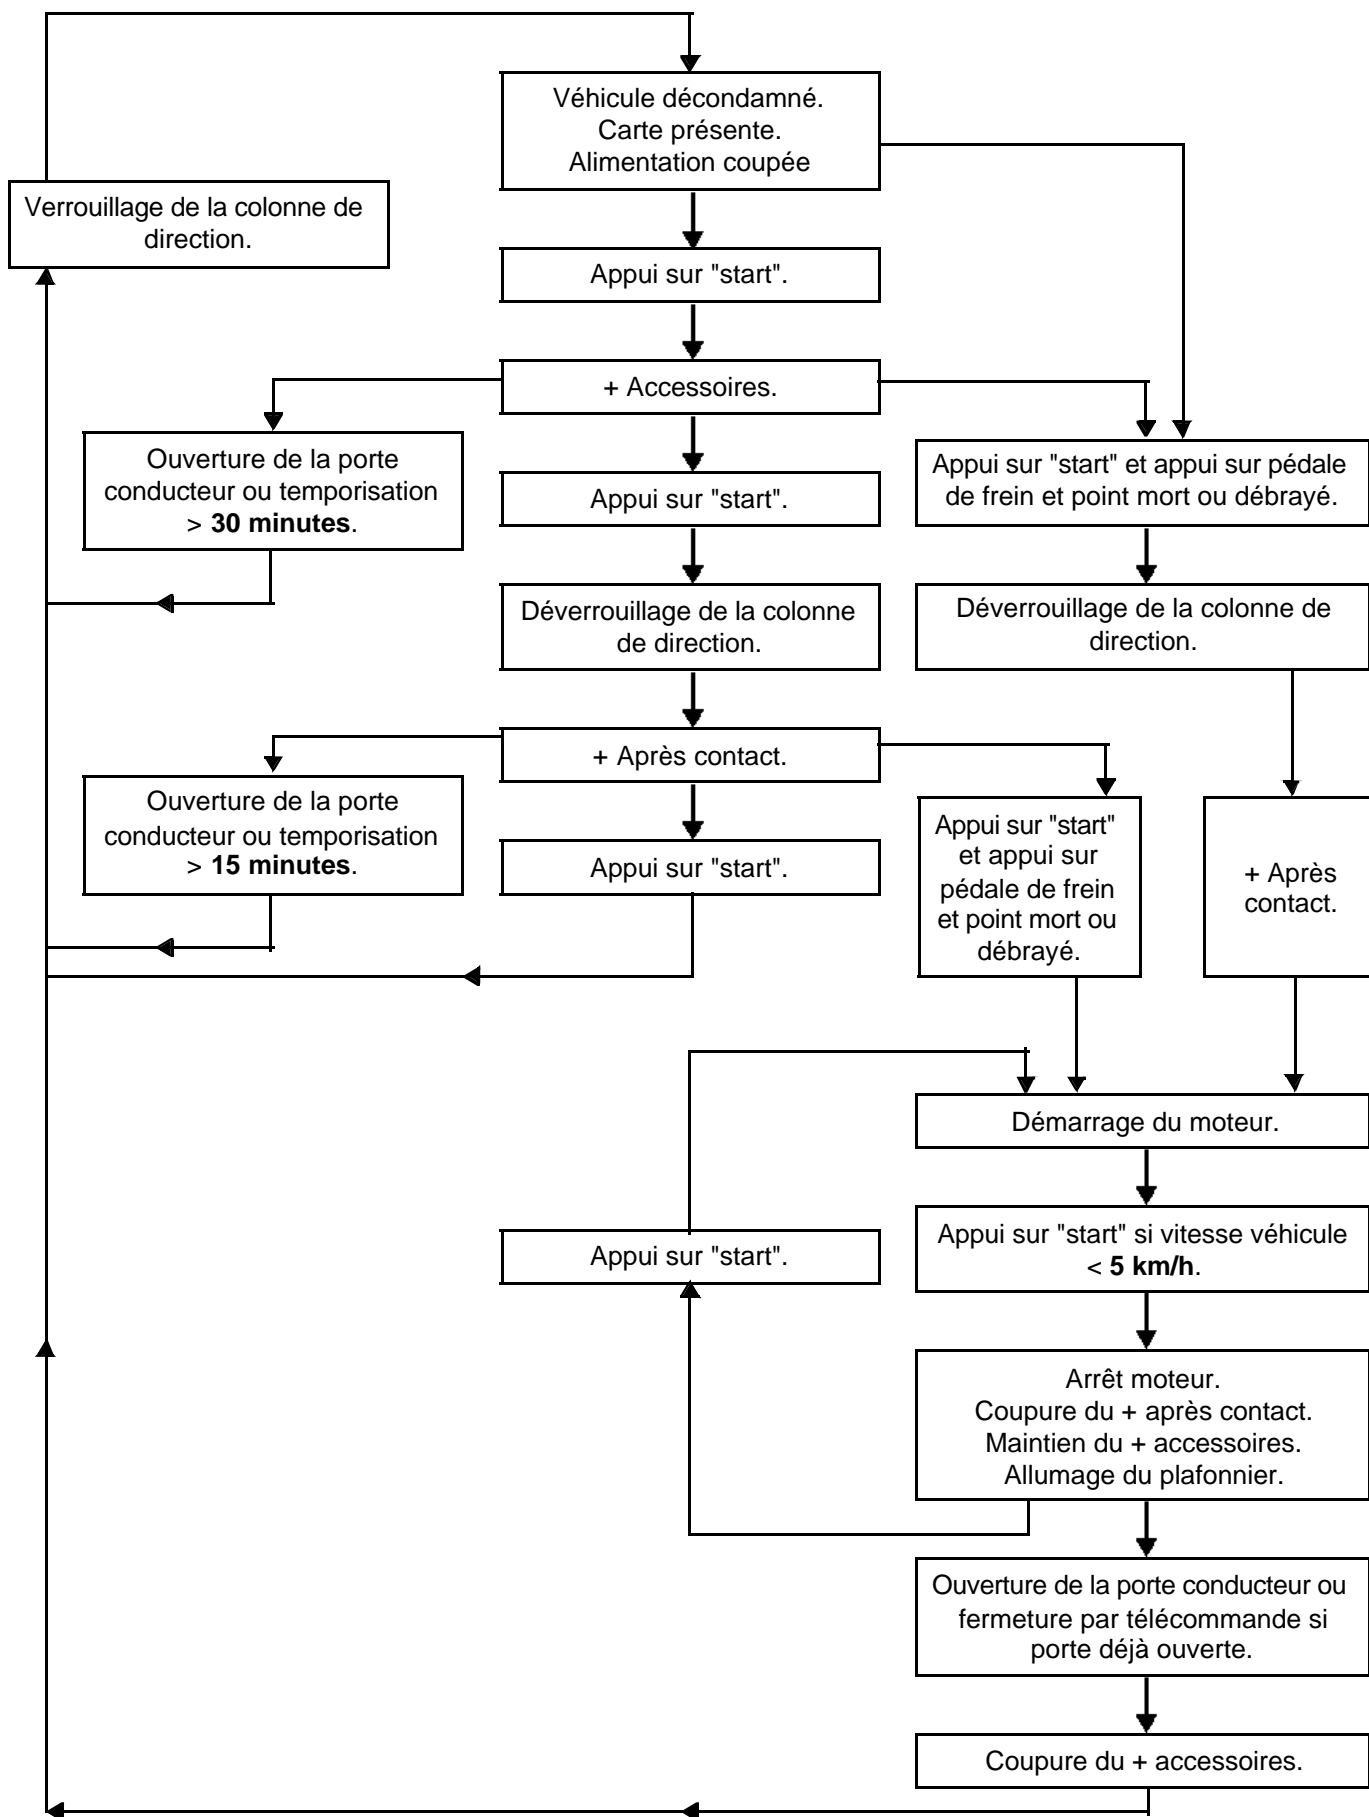 Véhicule décondamné.
Carte présente.
Alimentation coupée
Verrouillage de la colonne de
direction.
Appui sur "start".
+ Accessoires.
Ouverture de la porte
conducteur ou temporisation
> 30 minutes.
Appui sur "start".
Appui sur "start" et appui sur pédale
de frein et point mort ou débrayé.
Déverrouillage de la colonne
de direction.
Déverrouillage de la colonne de
direction.
+ Après contact.
Ouverture de la porte
conducteur ou temporisation
> 15 minutes.
Appui sur "start".
Appui sur "start"
et appui sur
pédale de frein
et point mort ou
débrayé.
+ Après
contact.
Démarrage du moteur.
Appui sur "start".
Appui sur "start" si vitesse véhicule
< 5 km/h.
Arrêt moteur.
Coupure du + après contact.
Maintien du + accessoires.
Allumage du plafonnier.
Ouverture de la porte conducteur ou
fermeture par télécommande si
porte déjà ouverte.
Coupure du + accessoires.